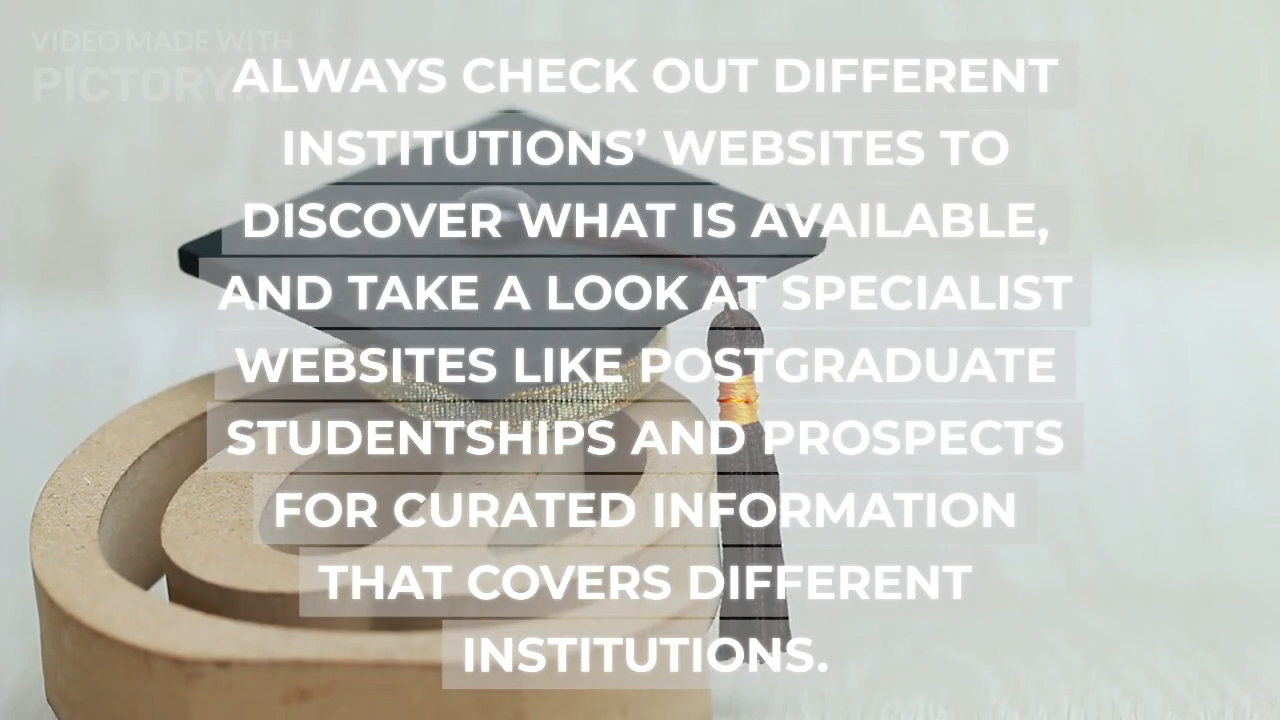 VIDEO MADE WITH
PICTORY.AI
ALWAYS CHECK OUT DIFFERENT
INSTITUTIONS’ WEBSITES TO
DISCOVER WHAT IS AVAILABLE,
AND TAKE A LOOK AT SPECIALIST
WEBSITES LIKE POSTGRADUATE
STUDENTSHIPS AND PROSPECTS
FOR CURATED INFORMATION
THAT COVERS DIFFERENT
INSTITUTIONS.